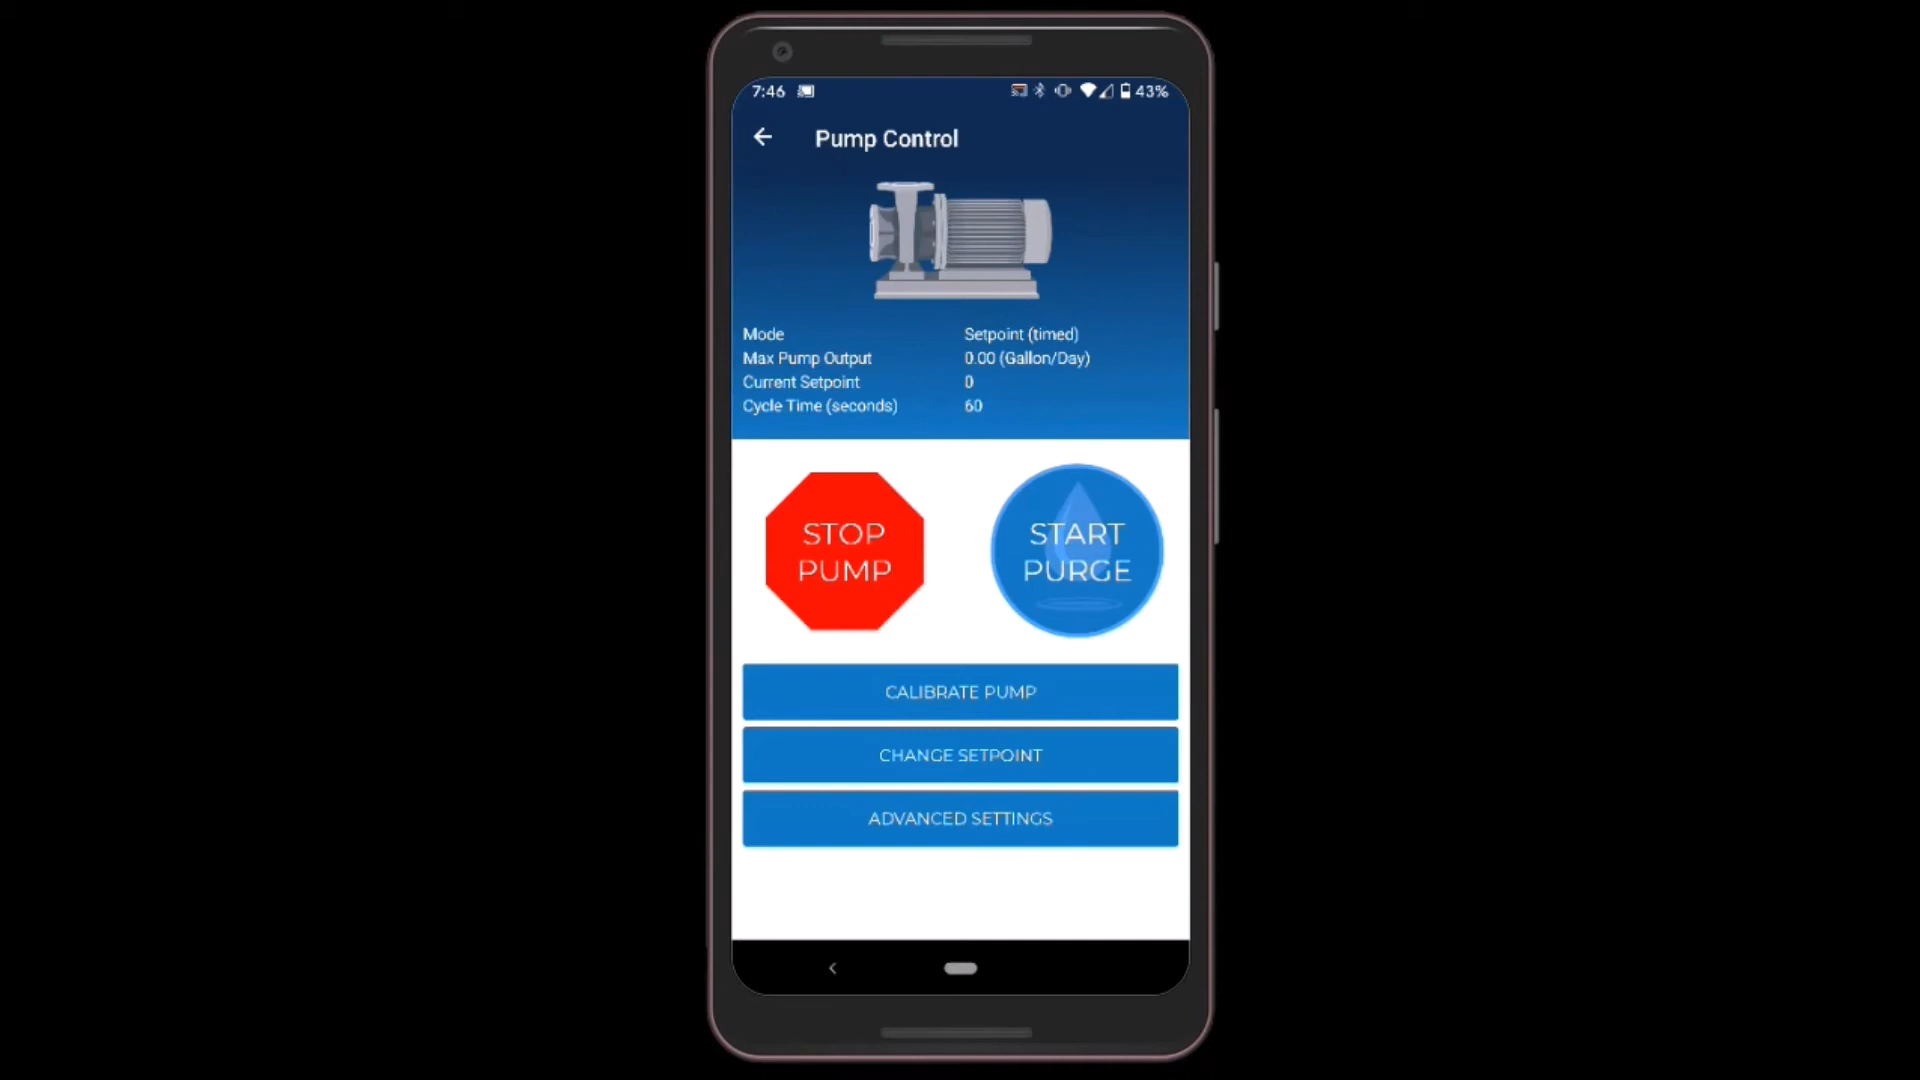 7:46
43%
Pump Control
Mode Setpoint (timed)
Max Pump Output 0.00 (Gallon/Day)
Current Setpoint 0
Cycle Time (seconds) 60
STOP
PUMP
START
PURGE
CALIBRATE PUMP
CHANGE SETPOINT
ADVANCED SETTINGS